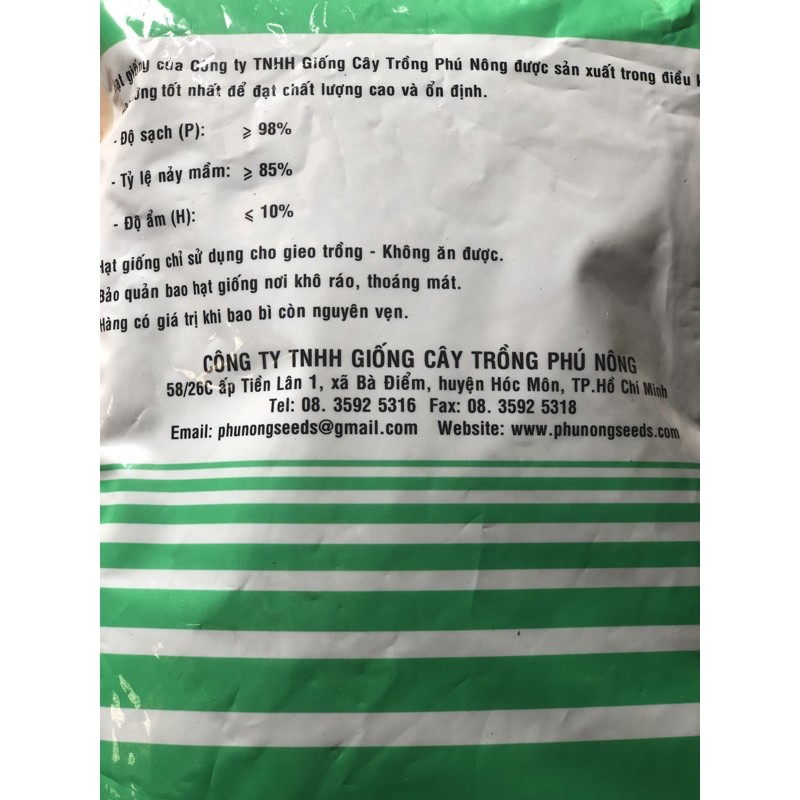 giống của Công ty TNHH Giống Cây Trồng Phú Nông được sản xuất trong điều
tốt nhất để đạt chất lượng cao và ổn định.
- Độ sạch (P): ⩾ 98%
- Tỷ lệ nảy mầm: ⩾ 85%
- Độ ẩm (H): ⩽ 10%
Hạt giống chỉ sử dụng cho gieo trồng - Không ăn được.
Bảo quản bao hạt giống nơi khô ráo, thoáng mát.
Hàng có giá trị khi bao bì còn nguyên vẹn.
CÔNG TY TNHH GIỐNG CÂY TRỒNG PHÚ NÔNG
58/26C ấp Tiền Lân 1, xã Bà Điểm, huyện Hóc Môn, TP.Hồ Chí Minh
Tel: 08. 3592 5316 Fax: 08. 3592 5318
Email: phunongseeds@gmail.com Website: www.phunongseeds.com